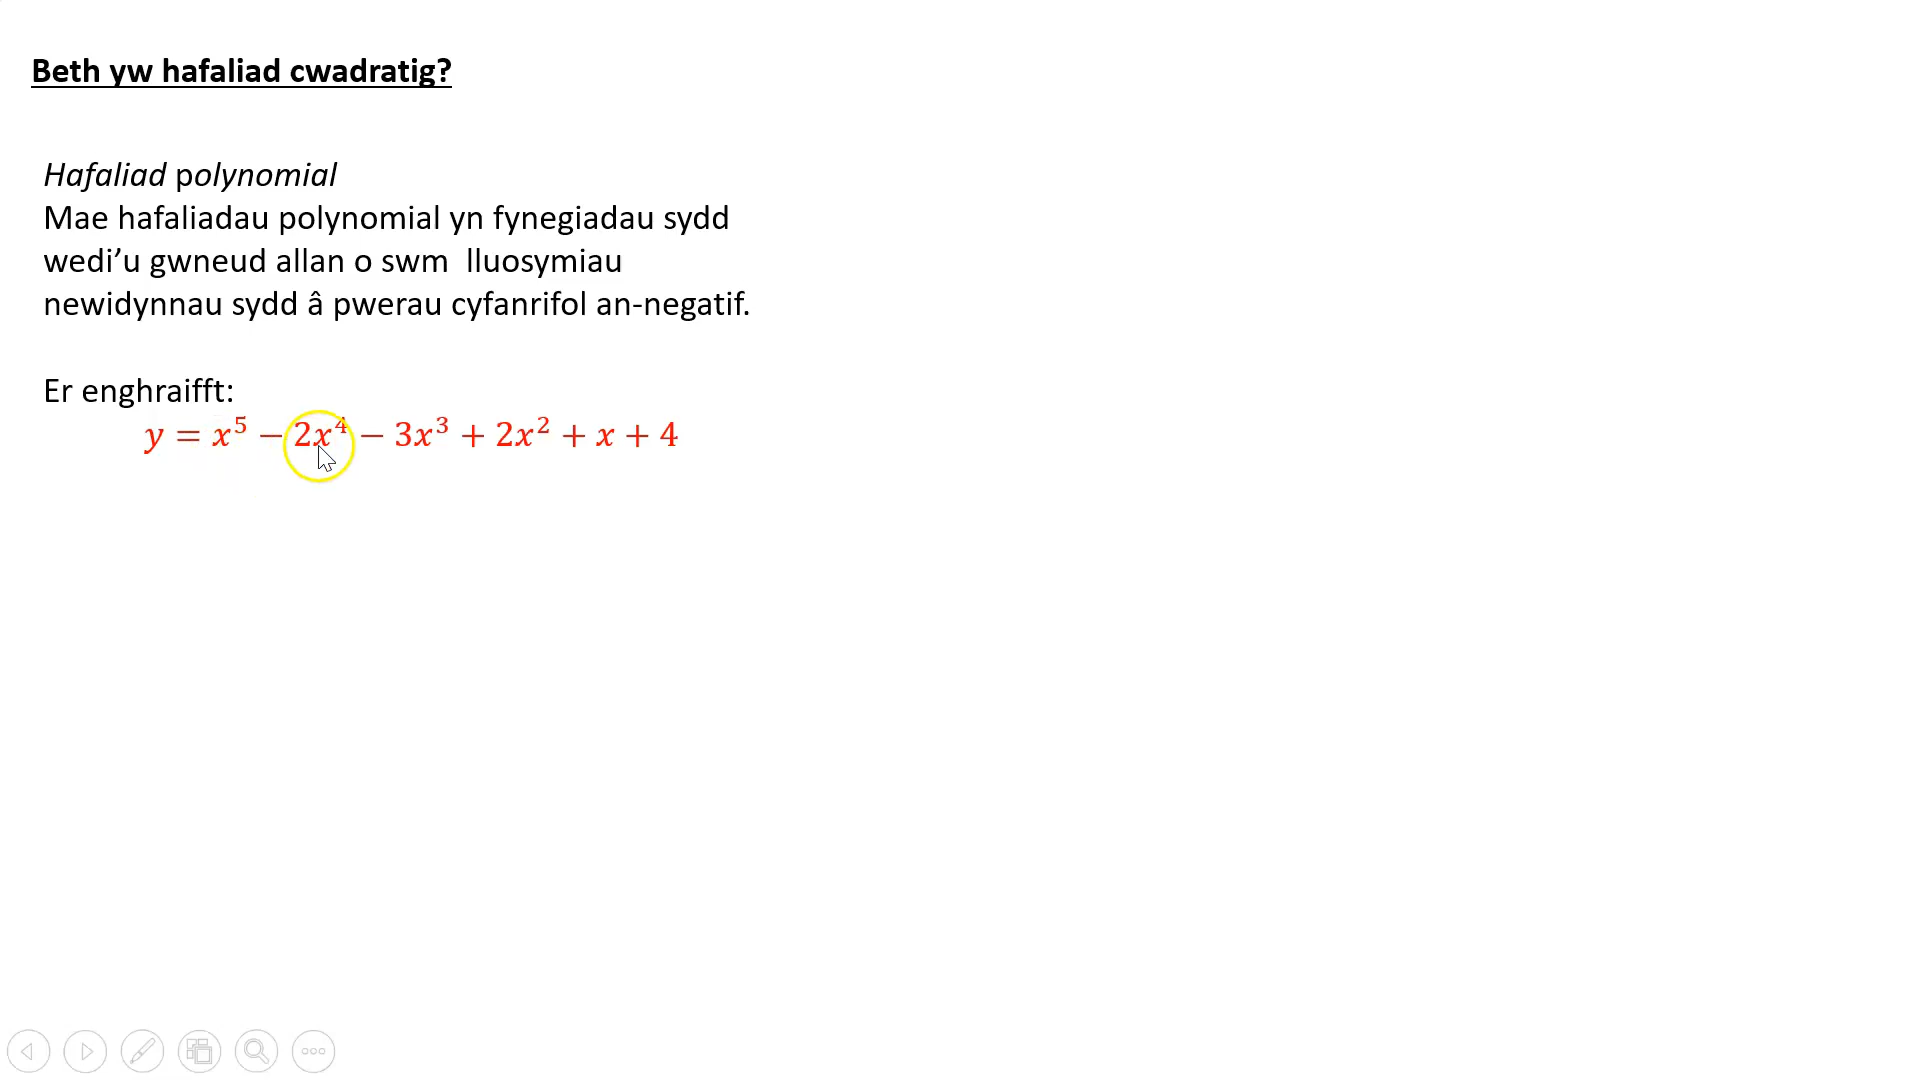 Beth yw hafaliad cwadratig?
Hafaliad polynomial
Mae hafaliadau polynomial yn fynegiadau sydd
wedi’u gwneud allan o swm  lluosymiau
newidynnau sydd â pwerau cyfanrifol an-negatif.
Er enghraifft:
y = x⁵ − 2x⁴ − 3x³ + 2x² + x + 4